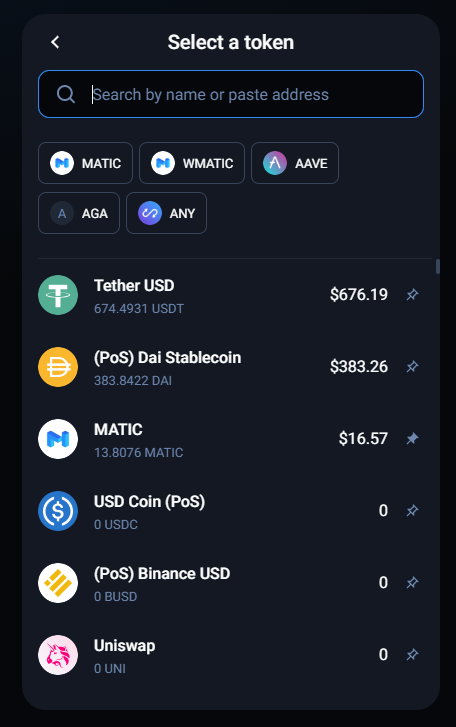 Select a token
Search by name or paste address
MATIC
WMATIC
AAVE
A AGA
ANY
Tether USD
$676.19
674.4931 USDT
(PoS) Dai Stablecoin
$383.26
383.8422 DAI
MATIC
$16.57
13.8076 MATIC
USD Coin (PoS)
0
0 USDC
(PoS) Binance USD
0
0 BUSD
Uniswap
0
0 UNI